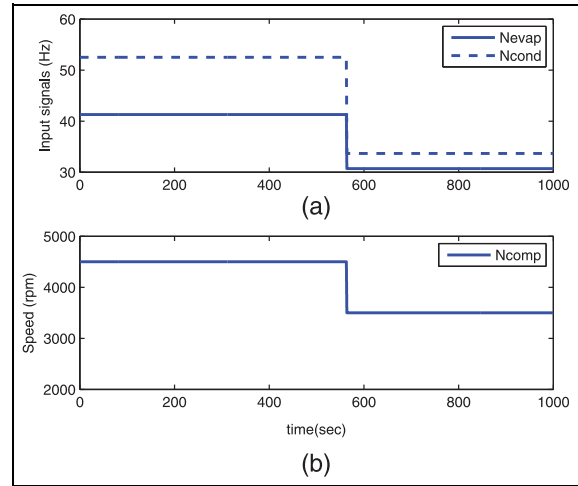 60
50
40
30
Input signals (Hz)
Nevap
Ncond
0 200 400 600 800 1000
(a)
5000
4000
3000
2000
Speed (rpm)
Ncomp
0 200 400 600 800 1000
time(sec)
(b)